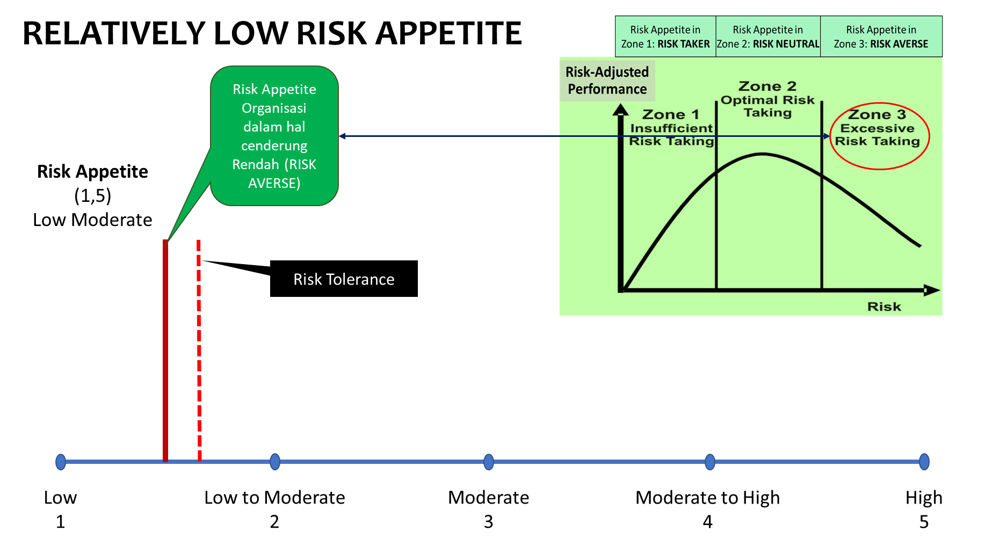 RELATIVELY LOW RISK APPETITE
Risk Appetite in
Zone 1: RISK TAKER
Risk Appetite in
Zone 2: RISK NEUTRAL
Risk Appetite in
Zone 3: RISK AVERSE
Risk-Adjusted
Performance
Zone 1
Insufficient
Risk Taking
Zone 2
Optimal Risk
Taking
Zone 3
Excessive
Risk Taking
Risk
Risk Appetite
Organisasi
dalam hal
cenderung
Rendah (RISK
AVERSE)
Risk Appetite
(1,5)
Low Moderate
Risk Tolerance
Low
1
Low to Moderate
2
Moderate
3
Moderate to High
4
High
5